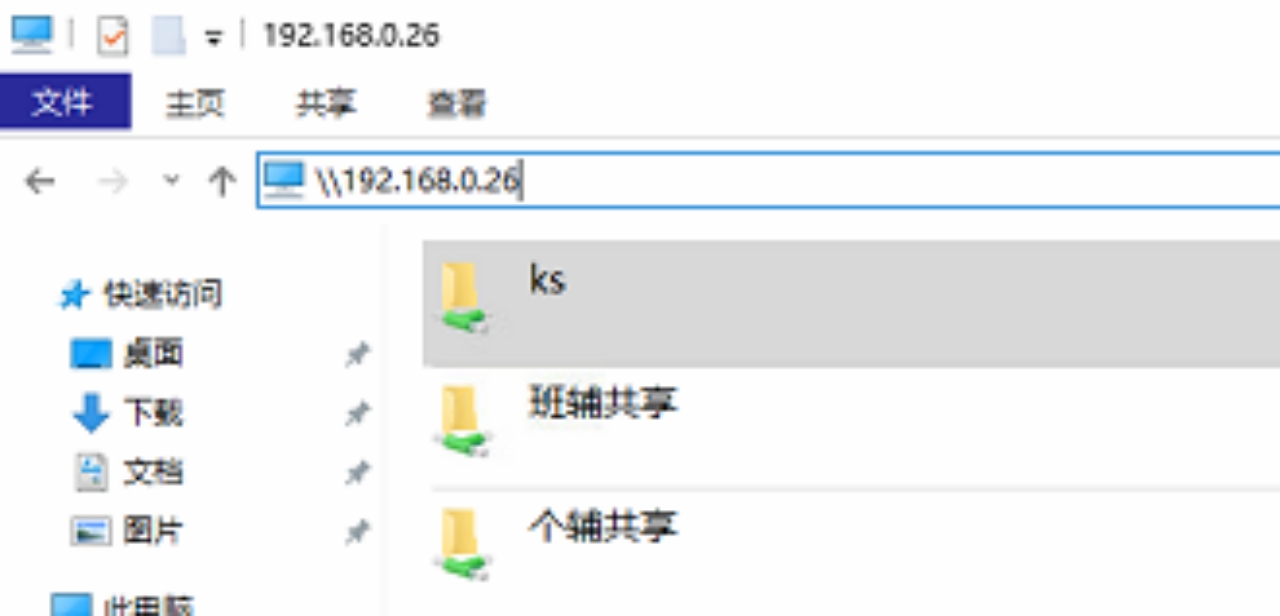 192.168.0.26
文件 主页 共享 查看
\\192.168.0.26
快速访问
桌面
下载
文档
图片
此电脑
ks
班辅共享
个辅共享